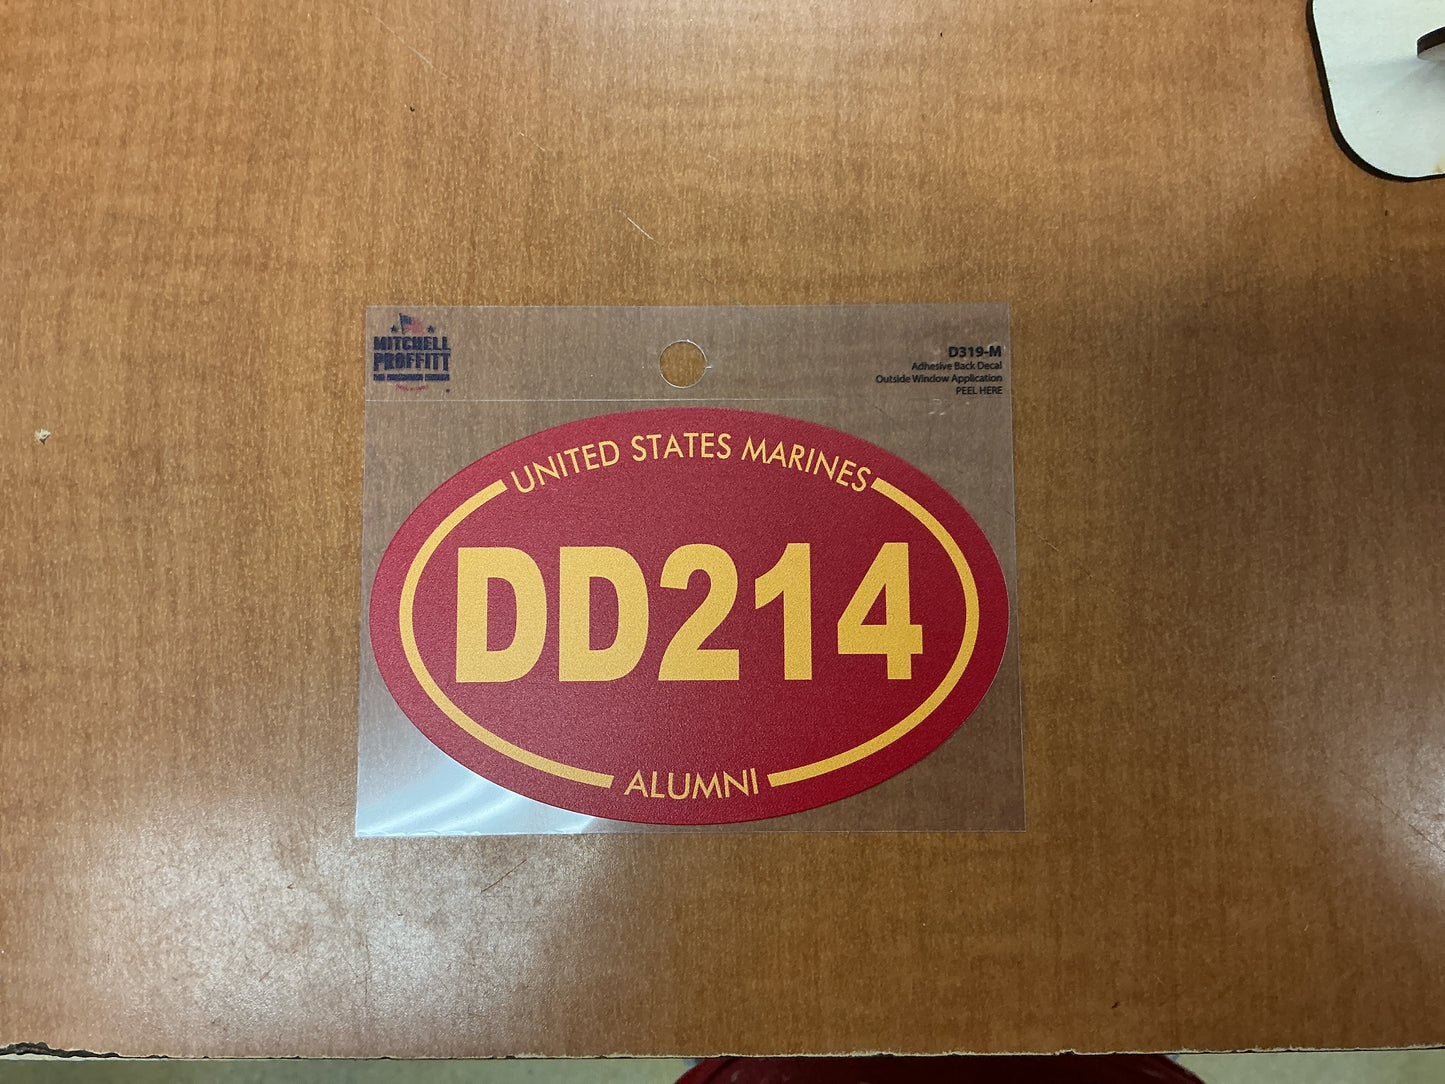 MITCHELL
PROFFITT
D319-M
Adhesive Back Decal
Outside Window Application
PEEL HERE
UNITED STATES MARINES
DD214
ALUMNI